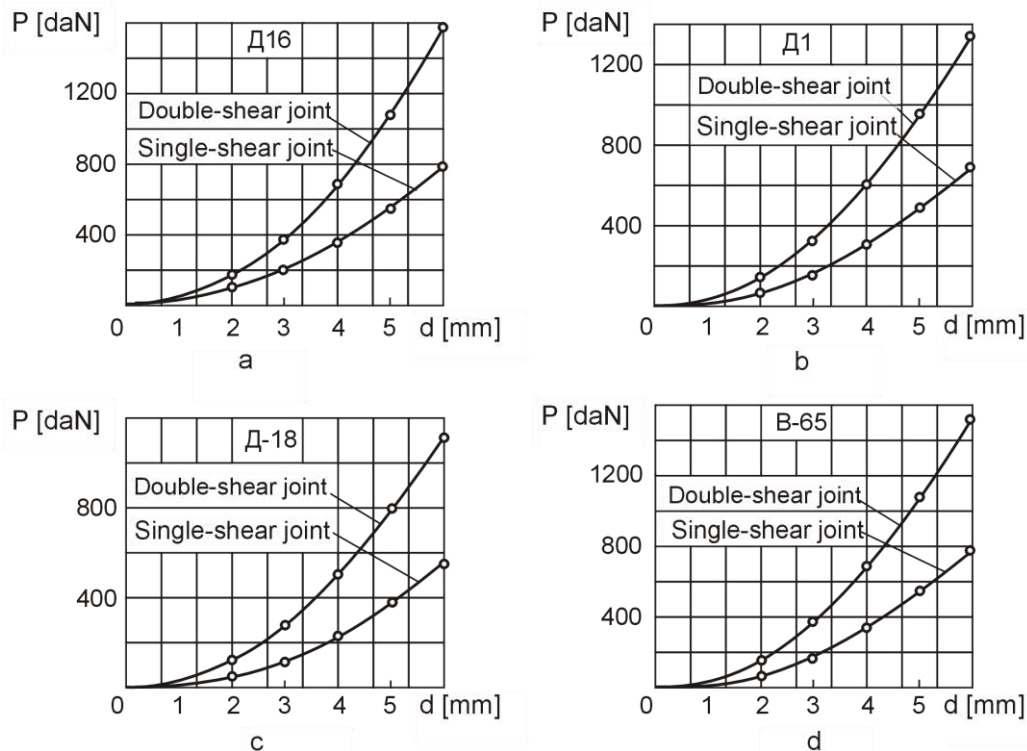 P [daN]
Д16
1200
Double-shear joint
Single-shear joint
800
400
0 1 2 3 4 5 d [mm]
a
P [daN]
Д1
1200
Double-shear joint
Single-shear joint
800
400
0 1 2 3 4 5 d [mm]
b
P [daN]
Д-18
Double-shear joint
800
Single-shear joint
400
0 1 2 3 4 5 d [mm]
c
P [daN]
В-65
1200
Double-shear joint
Single-shear joint
800
400
0 1 2 3 4 5 d [mm]
d